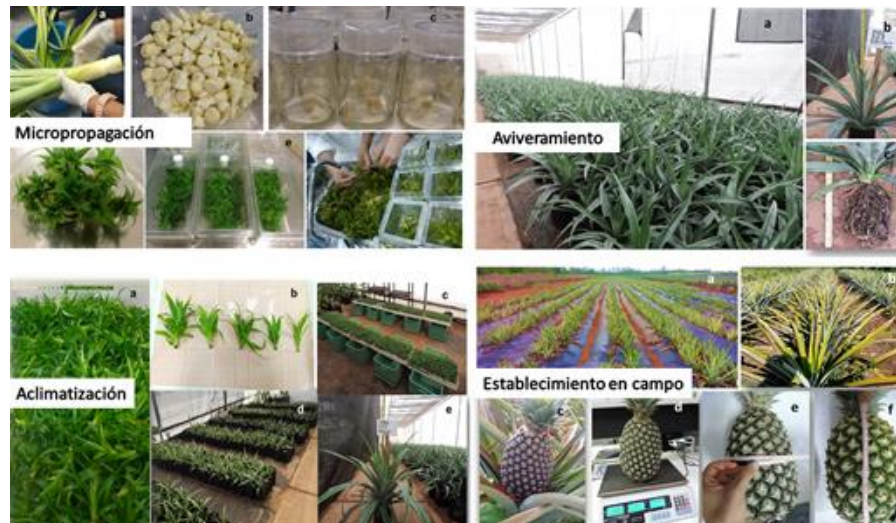 a
b
c
Micropropagación
e
a
b
Aviveramiento
c
a
b
c
Aclimatización
d
e
a
Establecimiento en campo
c
d
e
f